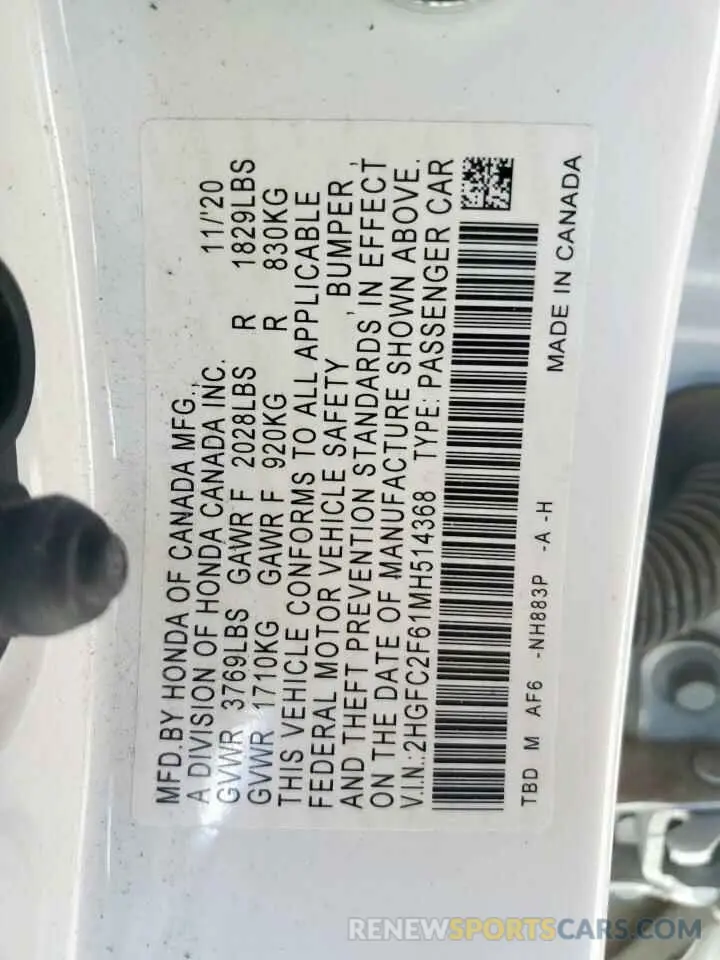 MFD.BY HONDA OF CANADA MFG.,
A DIVISION OF HONDA CANADA INC. 11/'20
GVWR 3769LBS GAWR F 2028LBS R 1829LBS
GVWR 1710KG GAWR F 920KG R 830KG
THIS VEHICLE CONFORMS TO ALL APPLICABLE
FEDERAL MOTOR VEHICLE SAFETY , BUMPER ,
AND THEFT PREVENTION STANDARDS IN EFFECT
ON THE DATE OF MANUFACTURE SHOWN ABOVE.
V.I.N.:2HGFC2F61MH514368 TYPE: PASSENGER CAR
TBD M AF6 -NH883P -A -H
MADE IN CANADA
RENEWSPORTSCARS.COM